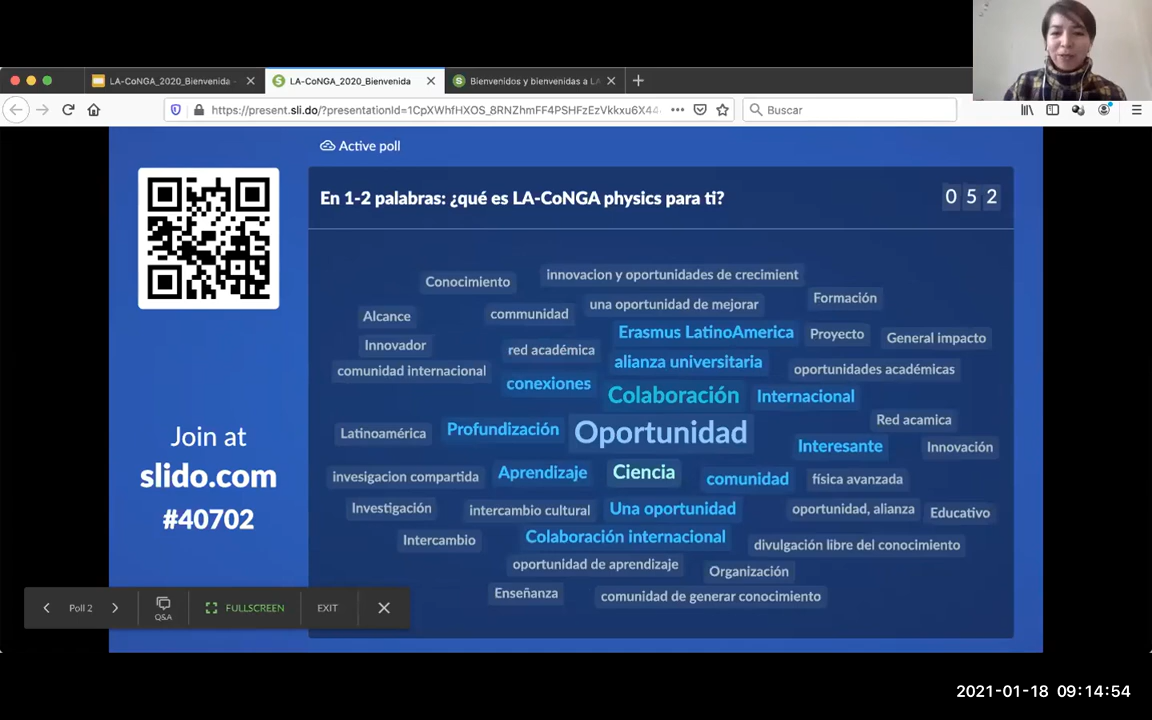 LA-CoNGA_2020_Bienvenida -
LA-CoNGA_2020_Bienvenida
Bienvenidos y bienvenidas a LA
https://present.sli.do/?presentationId=1CpXWhfHXOS_8RNZhmFF4PSHFzEzVkkxu6X44
Buscar
Active poll
En 1-2 palabras: ¿qué es LA-CoNGA physics para ti?
0 5 2
Conocimiento
innovacion y oportunidades de creciment
Alcance
communidad
una oportunidad de mejorar
Formación
Innovador
red académica
Erasmus LatinoAmerica
Proyecto
General impacto
comunidad internacional
conexiones
alianza universitaria
oportunidades académicas
Colaboración
Internacional
Latinoamérica
Profundización
Oportunidad
Red acamica
Interesante
Innovación
investigacion compartida
Aprendizaje
Ciencia
comunidad
física avanzada
Investigación
intercambio cultural
Una oportunidad
oportunidad, alianza
Educativo
Intercambio
Colaboración internacional
divulgación libre del conocimiento
oportunidad de aprendizaje
Organización
Enseñanza
comunidad de generar conocimiento
Join at
slido.com
#40702
Poll 2
Q&A
FULLSCREEN
EXIT
2021-01-18 09:14:54